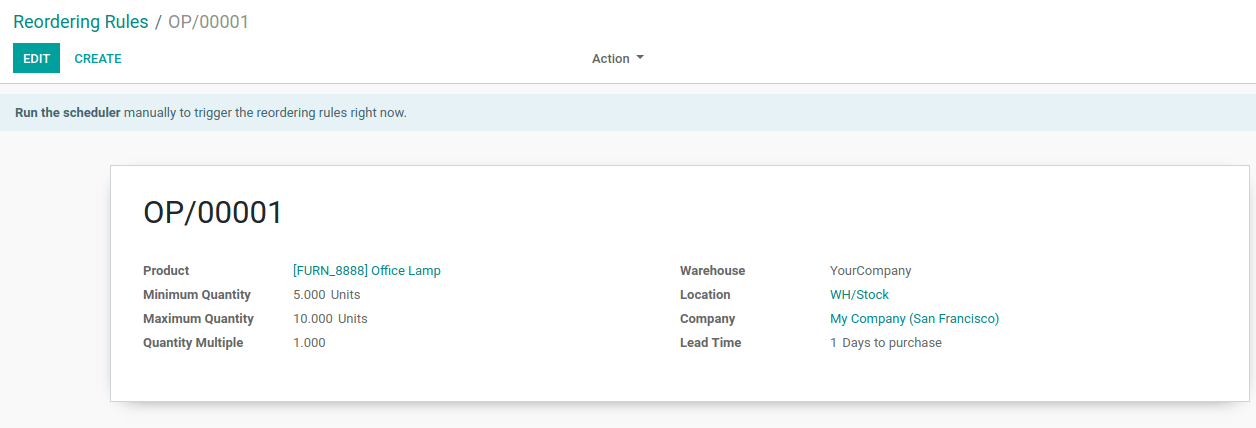 Reordering Rules / OP/00001
EDIT CREATE Action
Run the scheduler manually to trigger the reordering rules right now.
OP/00001
Product [FURN_8888] Office Lamp
Minimum Quantity 5.000 Units
Maximum Quantity 10.000 Units
Quantity Multiple 1.000
Warehouse YourCompany
Location WH/Stock
Company My Company (San Francisco)
Lead Time 1 Days to purchase